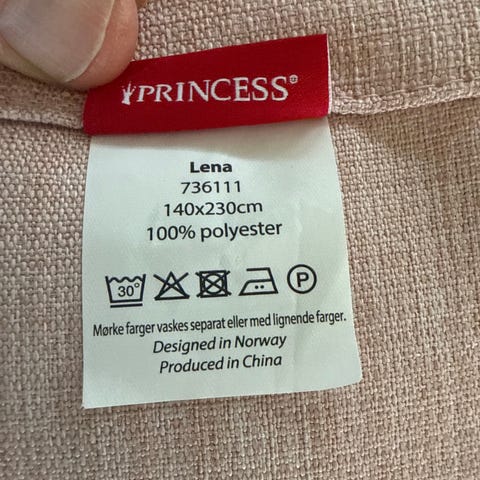 PRINCESS®
Lena
736111
140x230cm
100% polyester
30° P
Mørke farger vaskes separat eller med lignende farger.
Designed in Norway
Produced in China